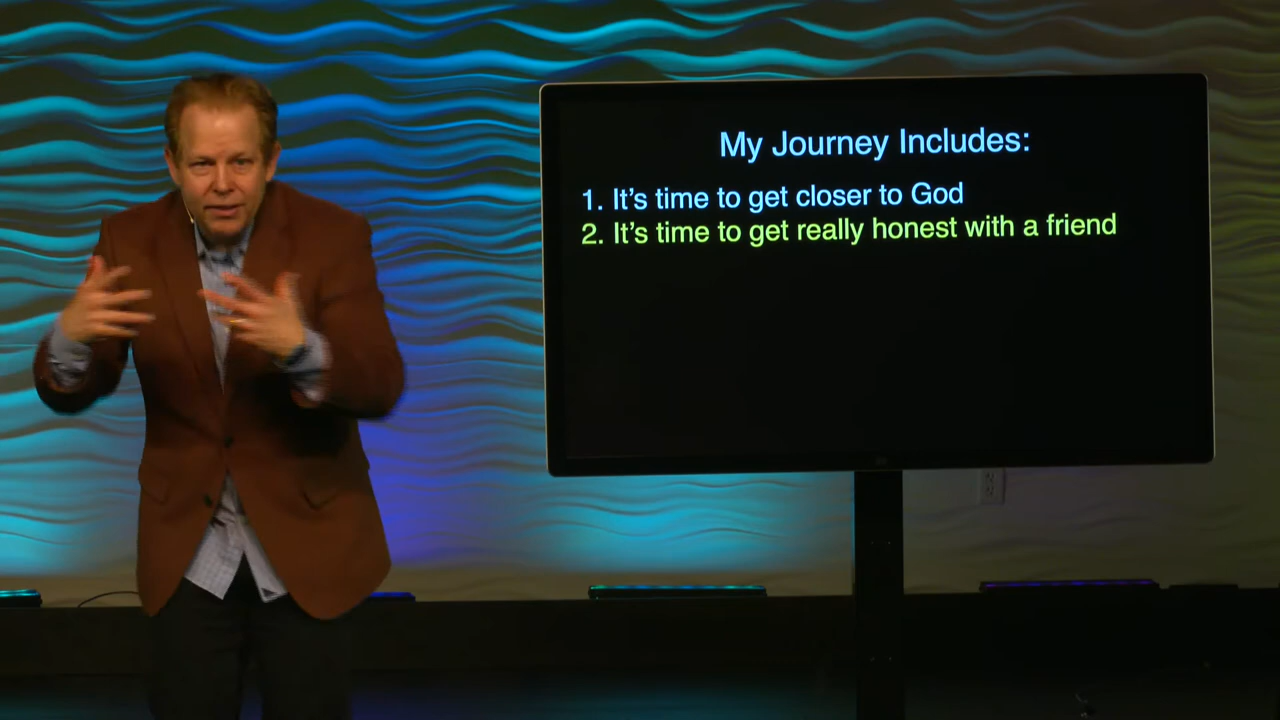 My Journey Includes:
1. It's time to get closer to God
2. It's time to get really honest with a friend